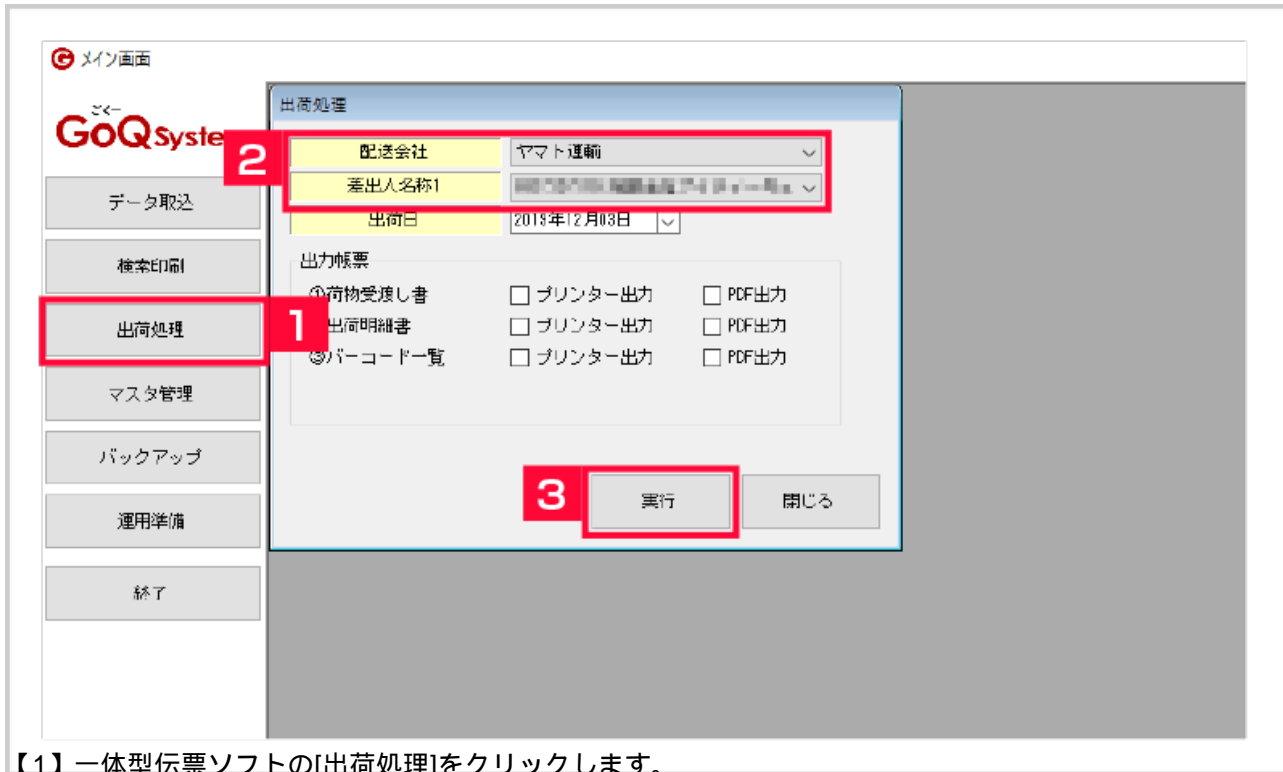 メイン画面
ごくー
GoQSyste
データ取込
検索印刷
出荷処理
マスタ管理
バックアップ
運用準備
終了
出荷処理
2
配送会社 ヤマト運輸
差出人名称1
出荷日 2019年12月03日
出力帳票
①荷物受渡し書 プリンター出力 PDF出力
1
出荷明細書 プリンター出力 PDF出力
③バーコード一覧 プリンター出力 PDF出力
3
実行 閉じる
【1】一体型伝票ソフトの[出荷処理]をクリックします。